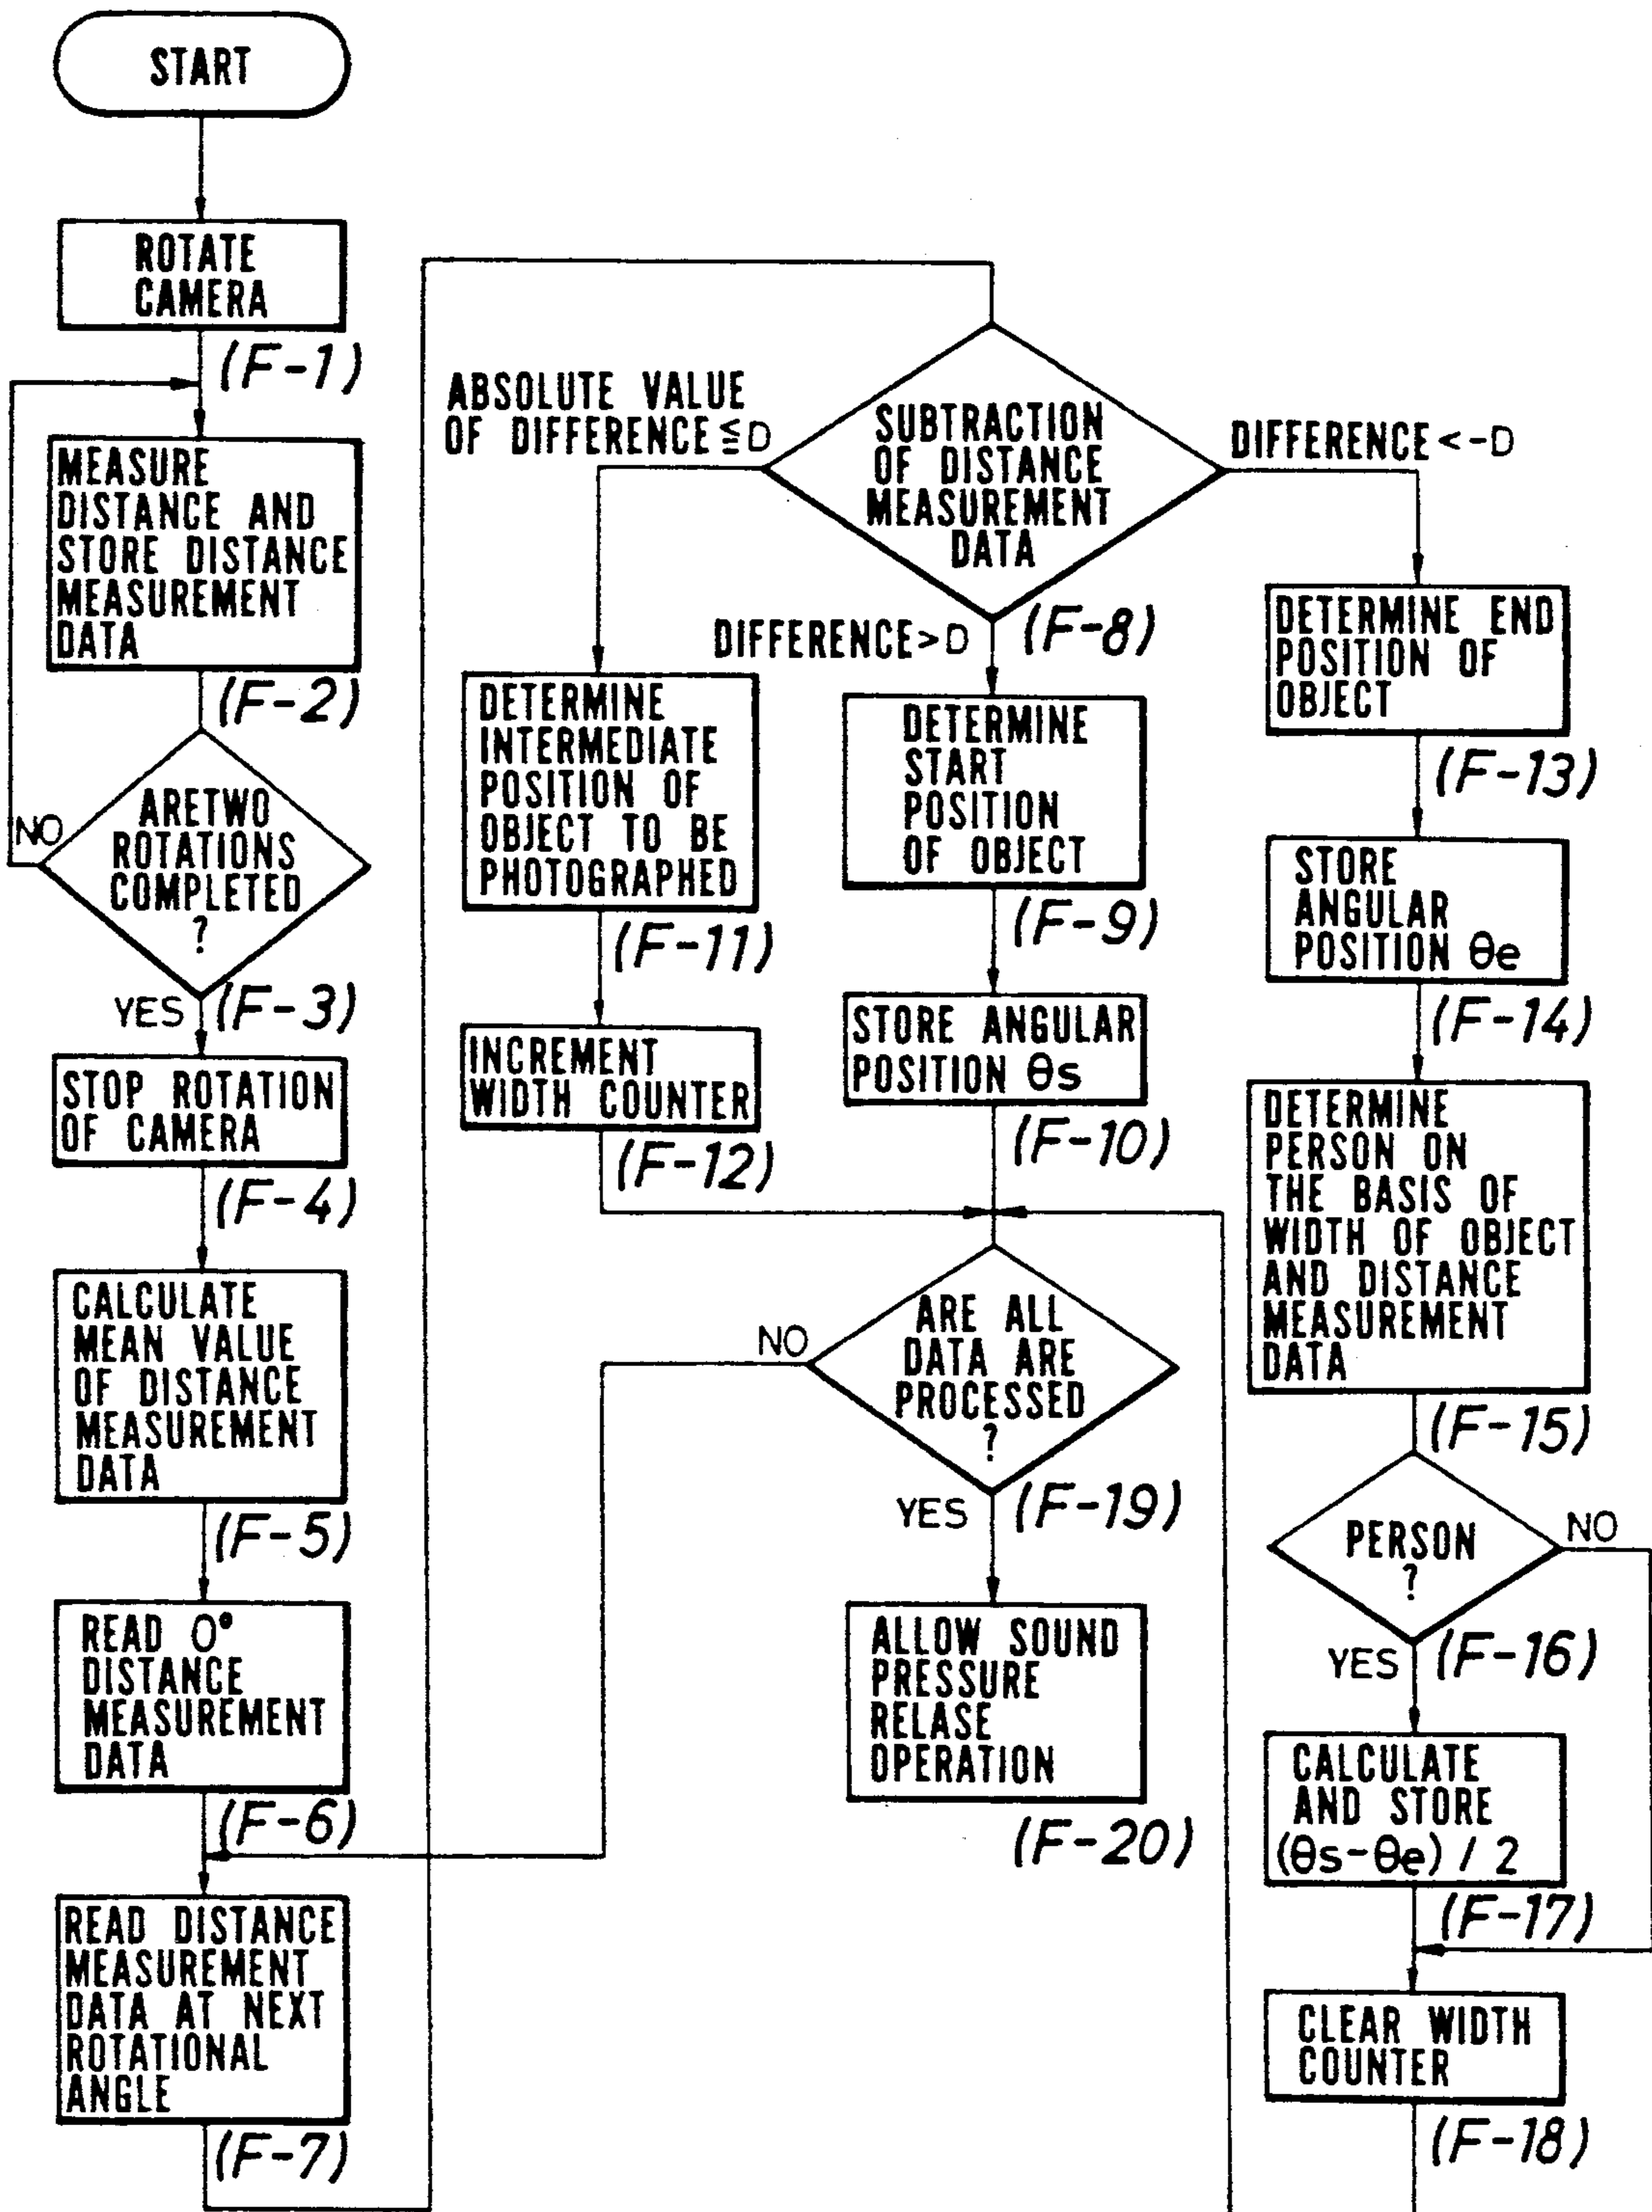 START
ROTATE
CAMERA
(F-1)
MEASURE
DISTANCE AND
STORE DISTANCE
MEASUREMENT
DATA
(F-2)
NO
ARETWO
ROTATIONS
COMPLETED
?
YES
(F-3)
STOP ROTATION
OF CAMERA
(F-4)
CALCULATE
MEAN VALUE
OF DISTANCE
MEASUREMENT
DATA
(F-5)
READ 0°
DISTANCE
MEASUREMENT
DATA
(F-6)
READ DISTANCE
MEASUREMENT
DATA AT NEXT
ROTATIONAL
ANGLE
(F-7)
SUBTRACTION
OF DISTANCE
MEASUREMENT
DATA
(F-8)
ABSOLUTE VALUE
OF DIFFERENCE≦D
DETERMINE
INTERMEDIATE
POSITION OF
OBJECT TO BE
PHOTOGRAPHED
(F-11)
INCREMENT
WIDTH COUNTER
(F-12)
DIFFERENCE>D
DETERMINE
START
POSITION
OF OBJECT
(F-9)
STORE ANGULAR
POSITION θs
(F-10)
NO
ARE ALL
DATA ARE
PROCESSED
?
YES
(F-19)
ALLOW SOUND
PRESSURE
RELASE
OPERATION
(F-20)
DIFFERENCE<-D
DETERMINE END
POSITION OF
OBJECT
(F-13)
STORE
ANGULAR
POSITION θe
(F-14)
DETERMINE
PERSON ON
THE BASIS OF
WIDTH OF OBJECT
AND DISTANCE
MEASUREMENT
DATA
(F-15)
PERSON
?
NO
YES
(F-16)
CALCULATE
AND STORE
(θs-θe) / 2
(F-17)
CLEAR WIDTH
COUNTER
(F-18)